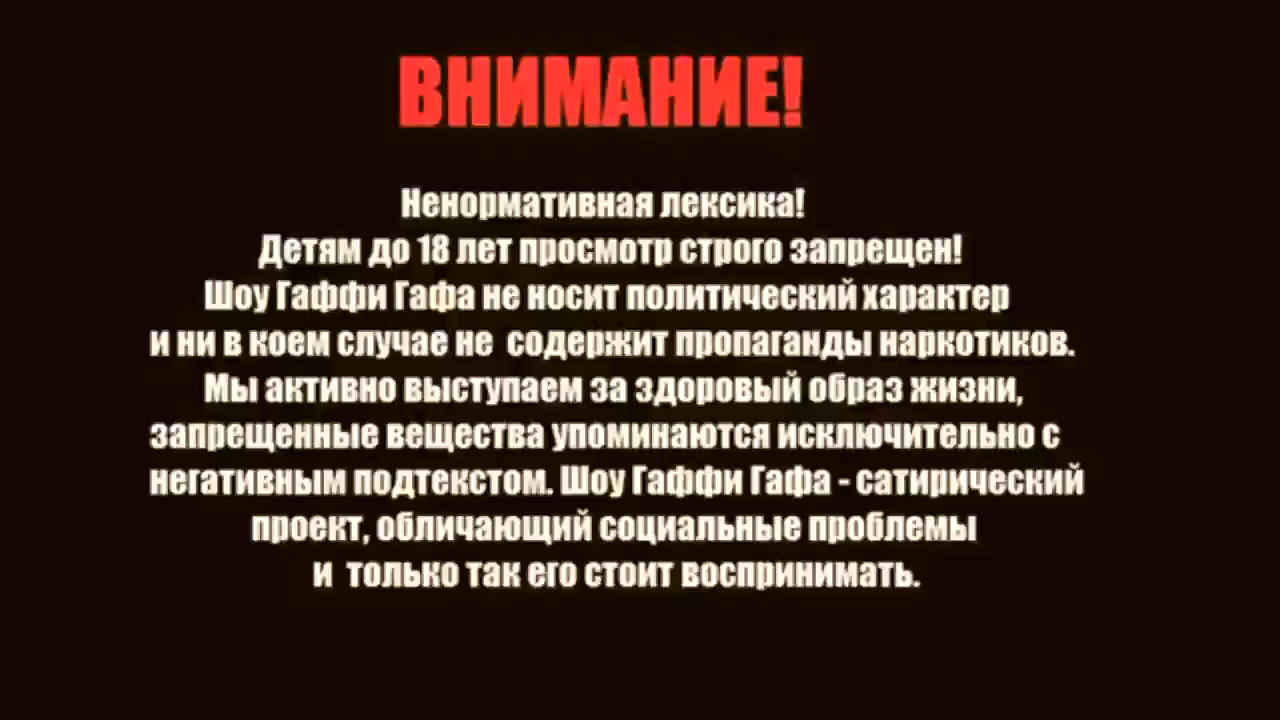 ВНИМАНИЕ!
Ненормативная лексика!
Детям до 18 лет просмотр строго запрещен!
Шоу Гаффи Гафа не носит политический характер
и ни в коем случае не содержит пропаганды наркотиков.
Мы активно выступаем за здоровый образ жизни,
запрещенные вещества упоминаются исключительно с
негативным подтекстом. Шоу Гаффи Гафа - сатирический
проект, обличающий социальные проблемы
и только так его стоит воспринимать.